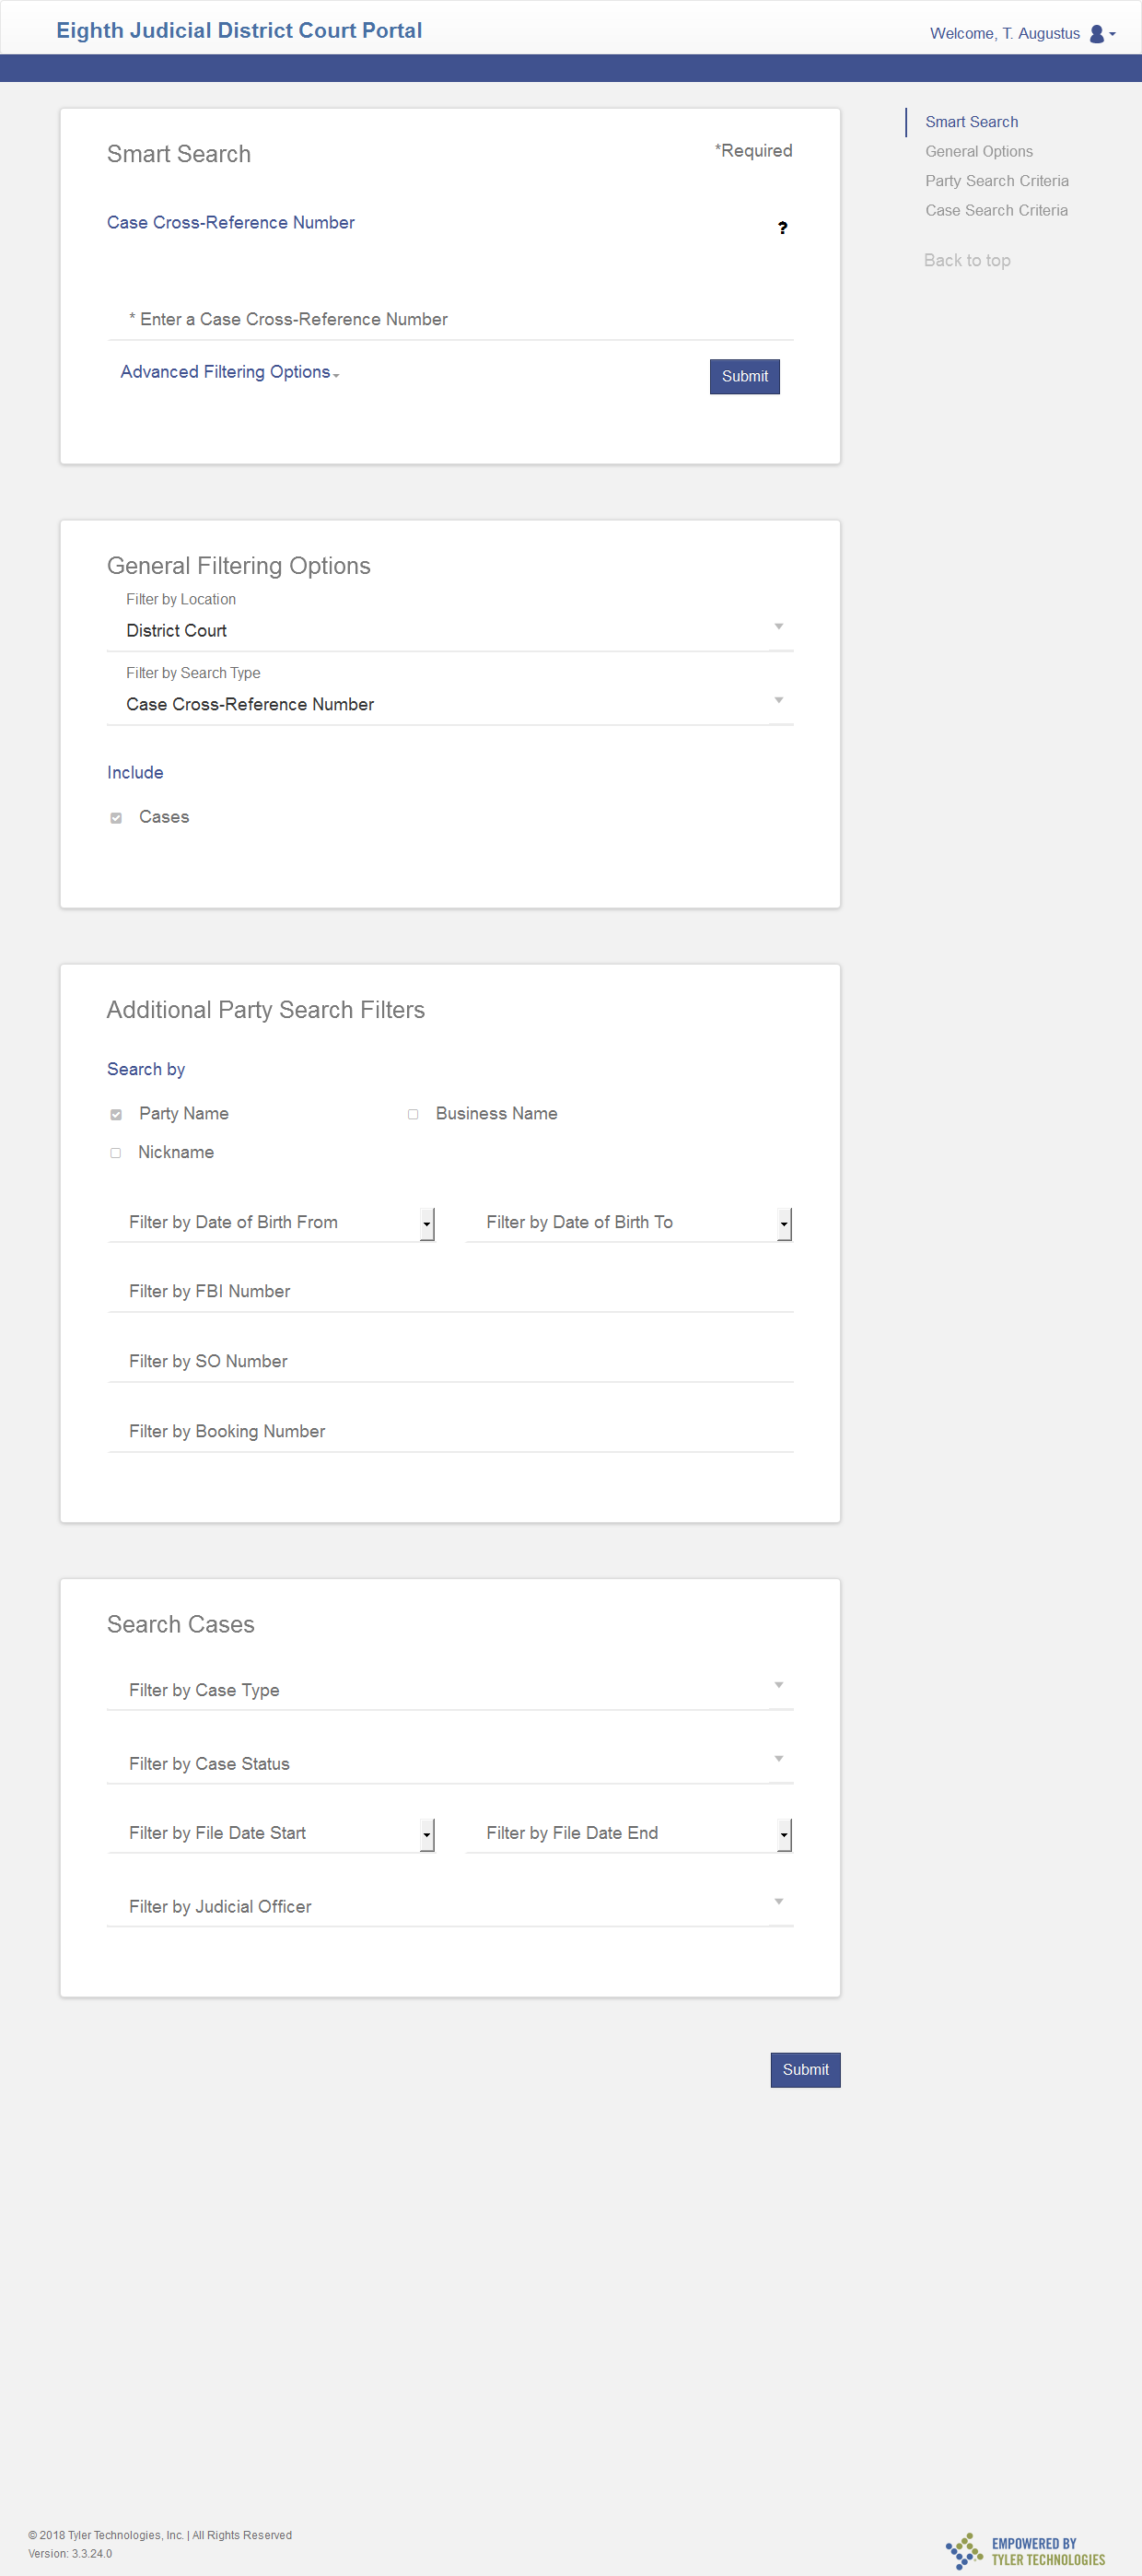 Eighth Judicial District Court Portal
Welcome, T. Augustus
Smart Search
*Required
Case Cross-Reference Number
?
* Enter a Case Cross-Reference Number
Advanced Filtering Options
Submit
Smart Search
General Options
Party Search Criteria
Case Search Criteria
Back to top
General Filtering Options
Filter by Location
District Court
Filter by Search Type
Case Cross-Reference Number
Include
Cases
Additional Party Search Filters
Search by
Party Name
Business Name
Nickname
Filter by Date of Birth From
Filter by Date of Birth To
Filter by FBI Number
Filter by SO Number
Filter by Booking Number
Search Cases
Filter by Case Type
Filter by Case Status
Filter by File Date Start
Filter by File Date End
Filter by Judicial Officer
Submit
© 2018 Tyler Technologies, Inc. | All Rights Reserved
Version: 3.3.24.0
EMPOWERED BY
TYLER TECHNOLOGIES